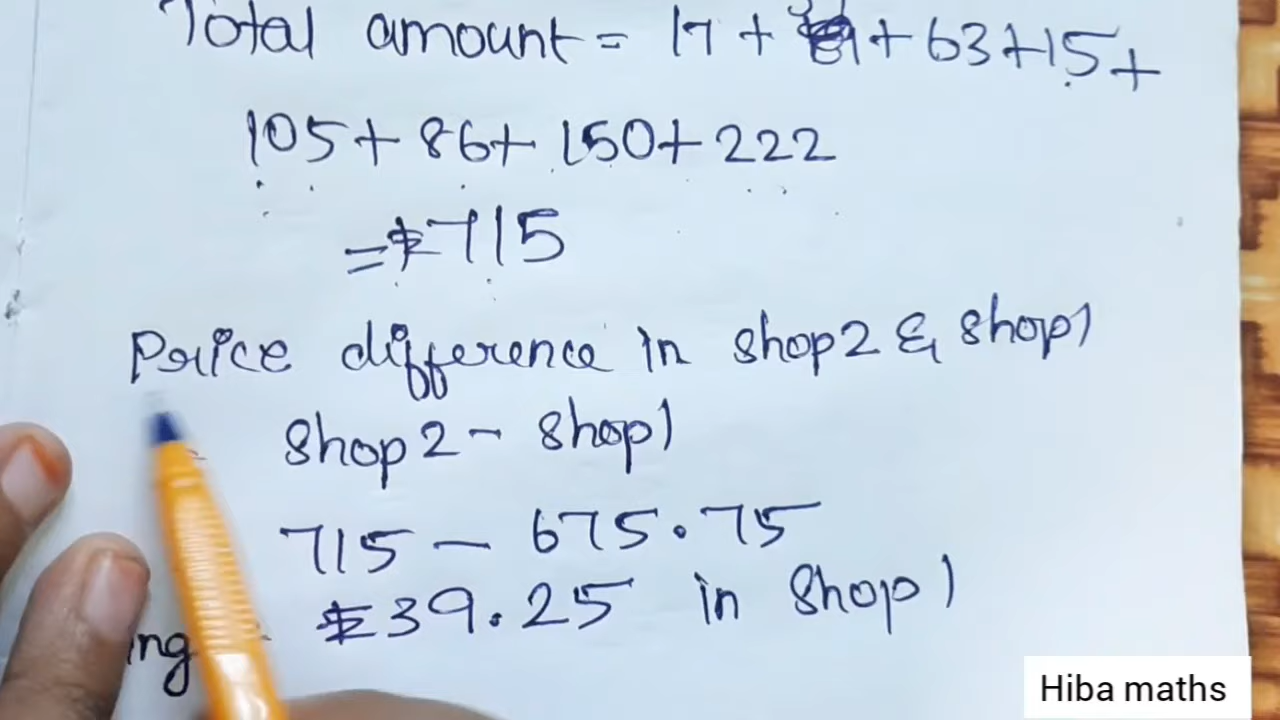 Total amount = 17 + + 63 + 15 +
105 + 86 + 150 + 222
= ₹715
Price difference in shop2 & shop1
shop2 - shop1
715 - 675.75
₹39.25 in shop1
ing
Hiba maths